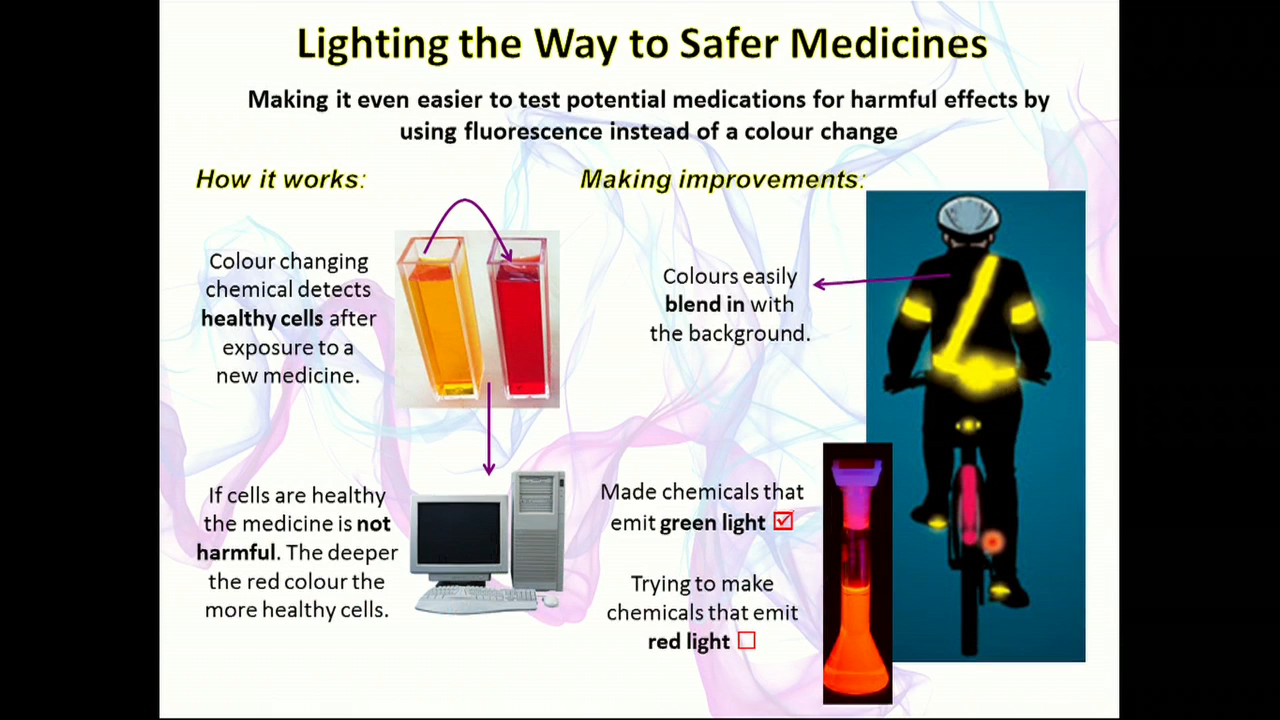 Lighting the Way to Safer Medicines
Making it even easier to test potential medications for harmful effects by
using fluorescence instead of a colour change
How it works:
Colour changing
chemical detects
healthy cells after
exposure to a
new medicine.
If cells are healthy
the medicine is not
harmful. The deeper
the red colour the
more healthy cells.
Making improvements:
Colours easily
blend in with
the background.
Made chemicals that
emit green light ☑
Trying to make
chemicals that emit
red light ☐